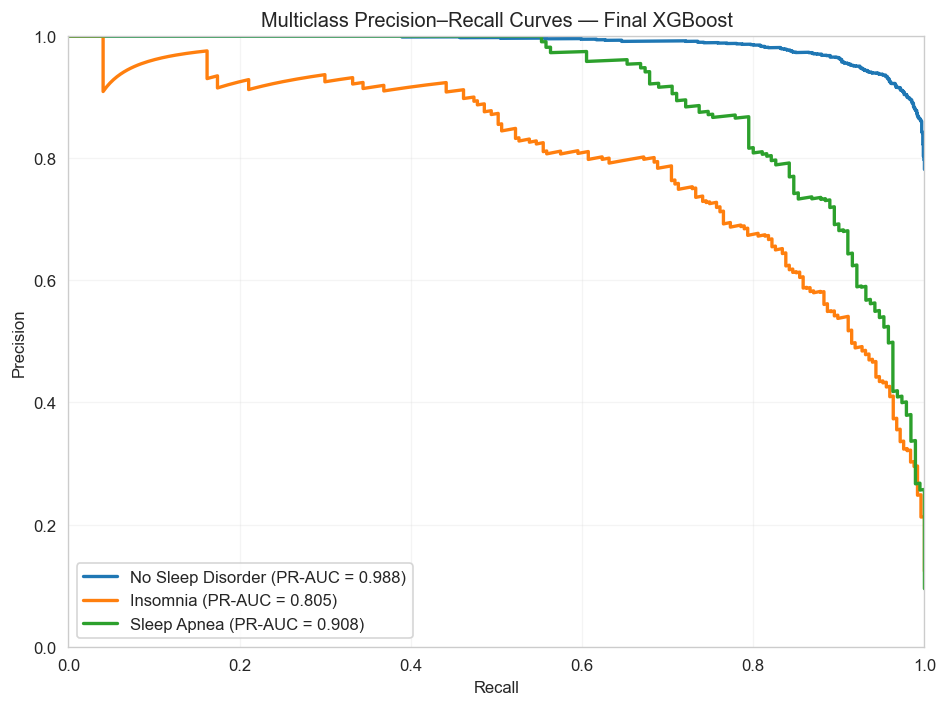 Multiclass Precision–Recall Curves — Final XGBoost
1.0
0.8
0.6
0.4
0.2
0.0
Precision
No Sleep Disorder (PR-AUC = 0.988)
Insomnia (PR-AUC = 0.805)
Sleep Apnea (PR-AUC = 0.908)
0.0 0.2 0.4 0.6 0.8 1.0
Recall